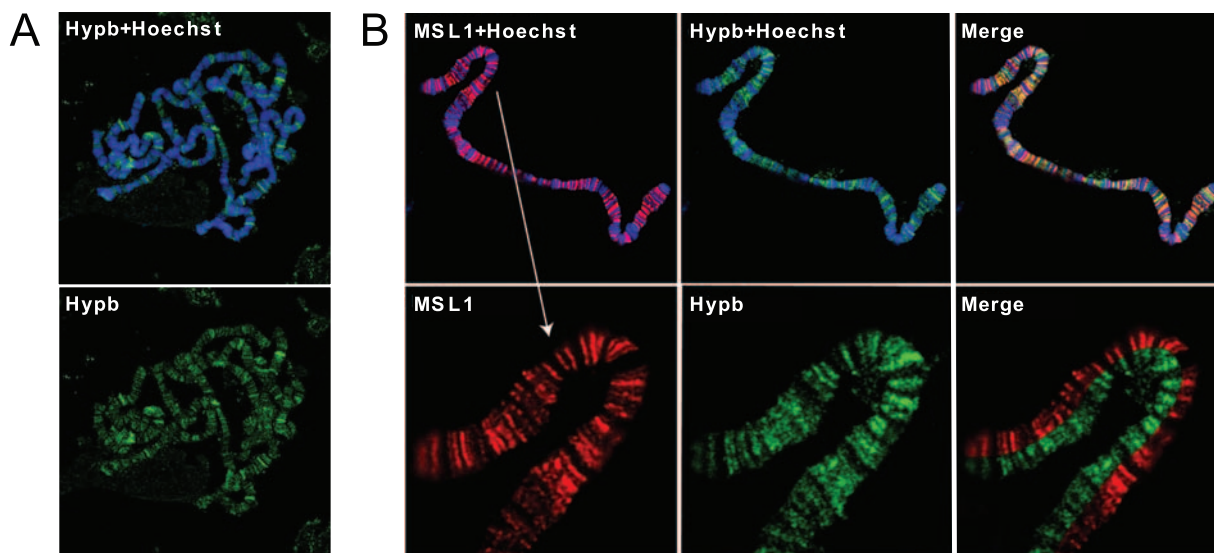 A
Hypb+Hoechst
Hypb
B
MSL1+Hoechst
Hypb+Hoechst
Merge
MSL1
Hypb
Merge